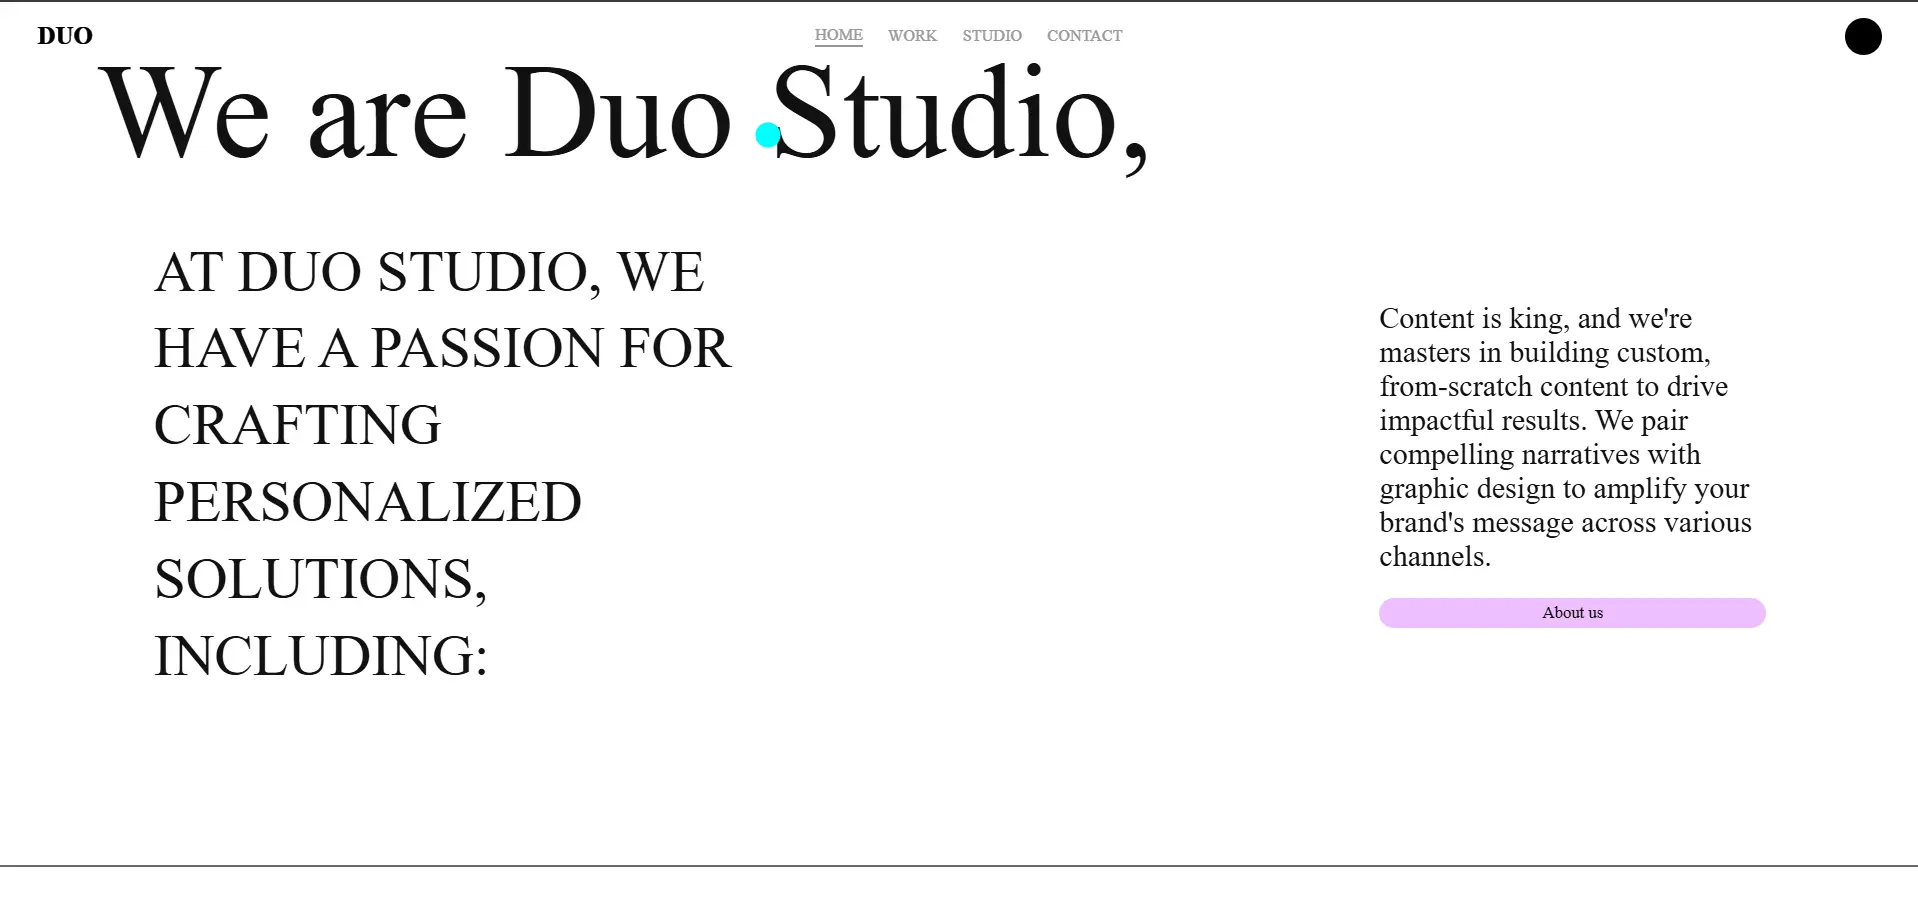 DUO
HOME WORK STUDIO CONTACT
We are Duo Studio,
AT DUO STUDIO, WE
HAVE A PASSION FOR
CRAFTING
PERSONALIZED
SOLUTIONS,
INCLUDING:
Content is king, and we're
masters in building custom,
from-scratch content to drive
impactful results. We pair
compelling narratives with
graphic design to amplify your
brand's message across various
channels.
About us